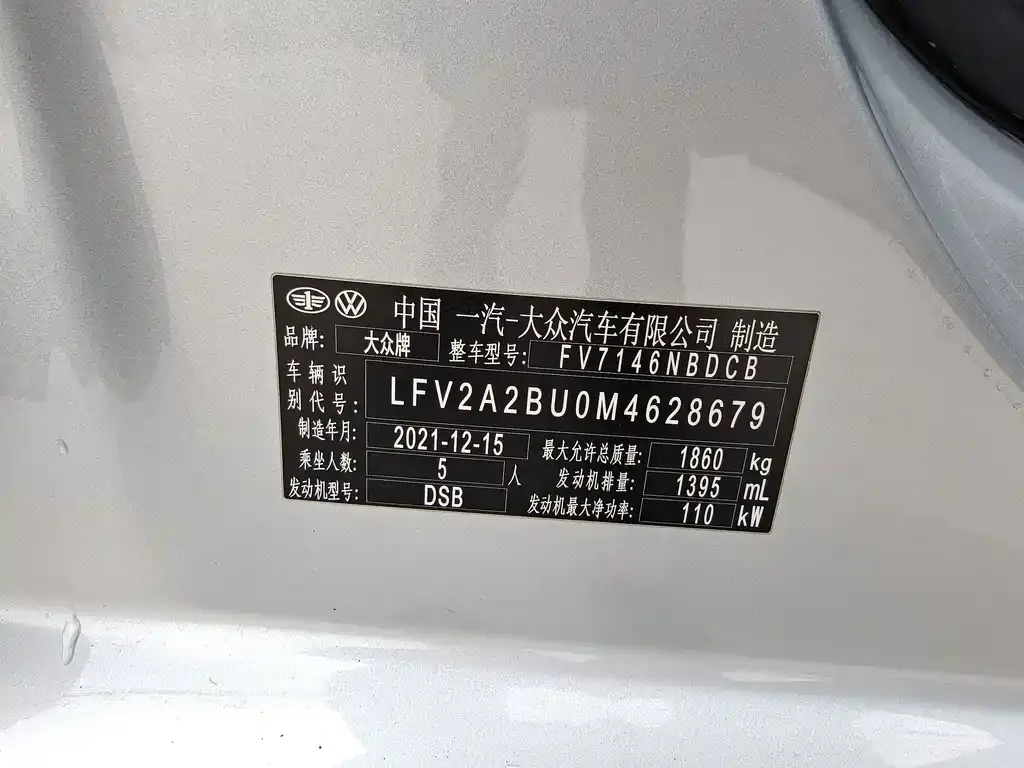 中国 一汽-大众汽车有限公司 制造
品牌: 大众牌 整车型号: FV7146NBDCB
车辆识
别代号: LFV2A2BU0M4628679
制造年月: 2021-12-15 最大允许总质量: 1860 kg
乘坐人数: 5 人 发动机排量: 1395 mL
发动机型号: DSB 发动机最大净功率: 110 kW